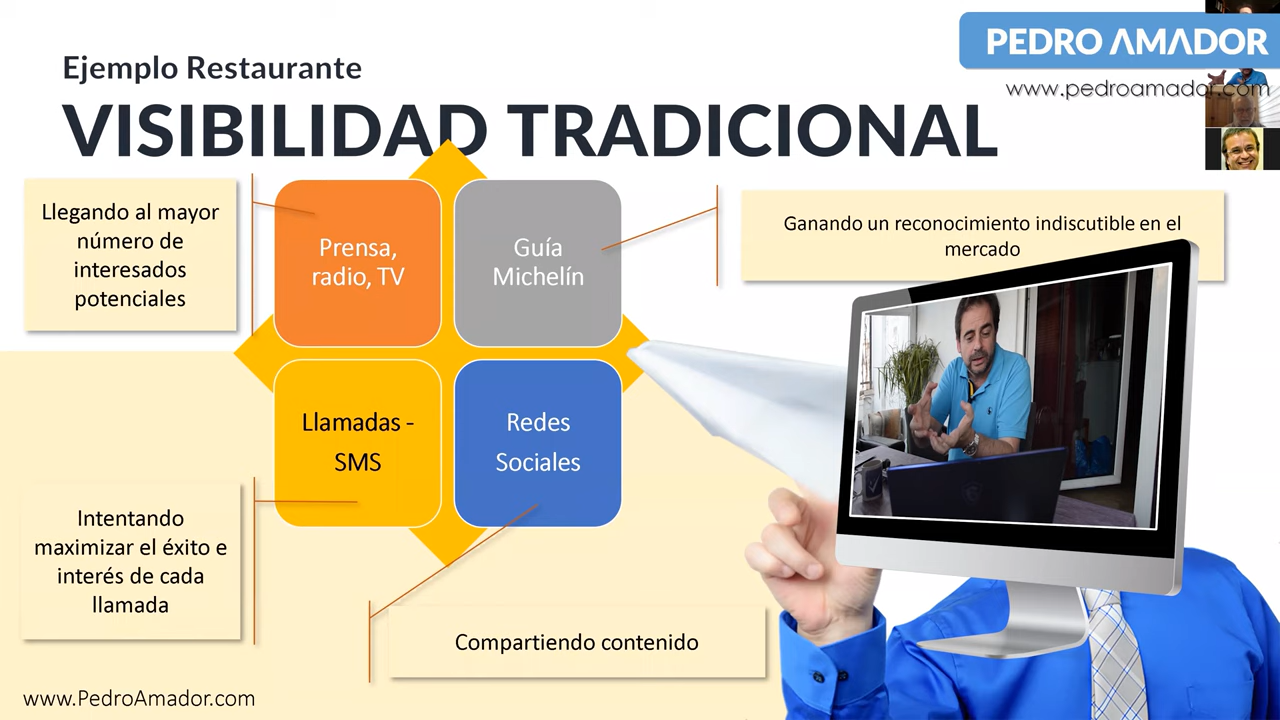 PEDRO AMADOR
www.pedroamador.com
Ejemplo Restaurante
VISIBILIDAD TRADICIONAL
Llegando al mayor
número de
interesados
potenciales
Prensa,
radio, TV
Guía
Michelín
Ganando un reconocimiento indiscutible en el
mercado
Llamadas -
SMS
Redes
Sociales
Intentando
maximizar el éxito e
interés de cada
llamada
Compartiendo contenido
www.PedroAmador.com